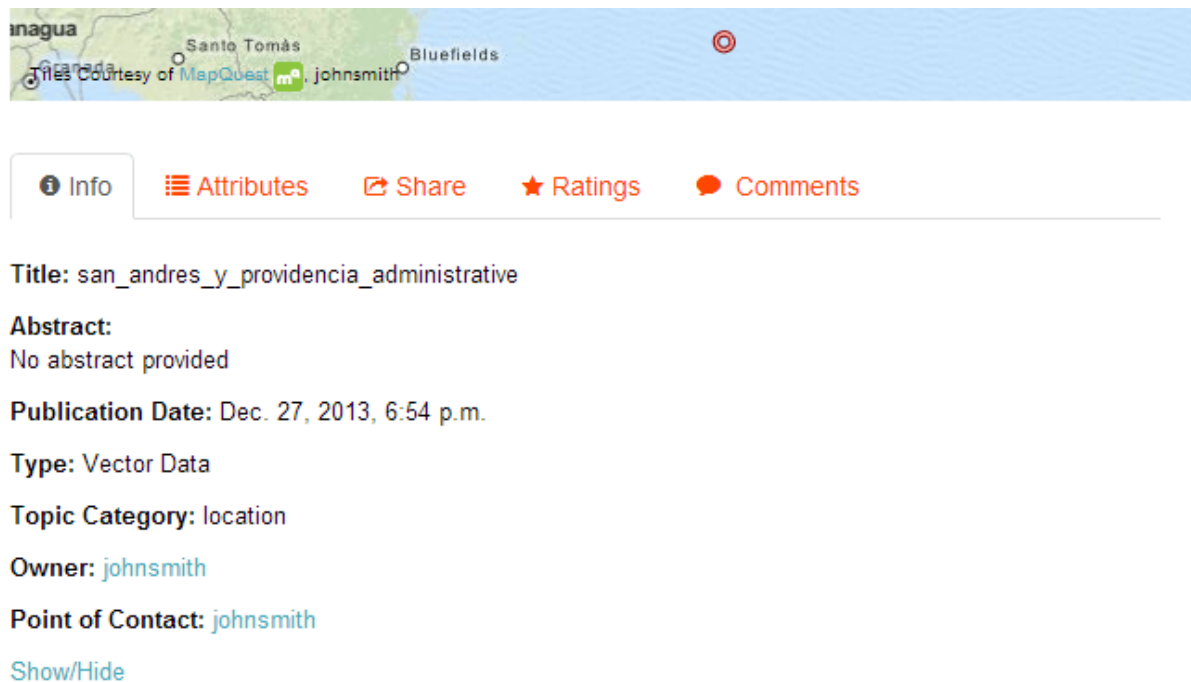 anagua
Santo Tomás
Bluefields
Granada
Tiles Courtesy of MapQuest mq, johnsmith
Info Attributes Share Ratings Comments
Title: san_andres_y_providencia_administrative
Abstract:
No abstract provided
Publication Date: Dec. 27, 2013, 6:54 p.m.
Type: Vector Data
Topic Category: location
Owner: johnsmith
Point of Contact: johnsmith
Show/Hide